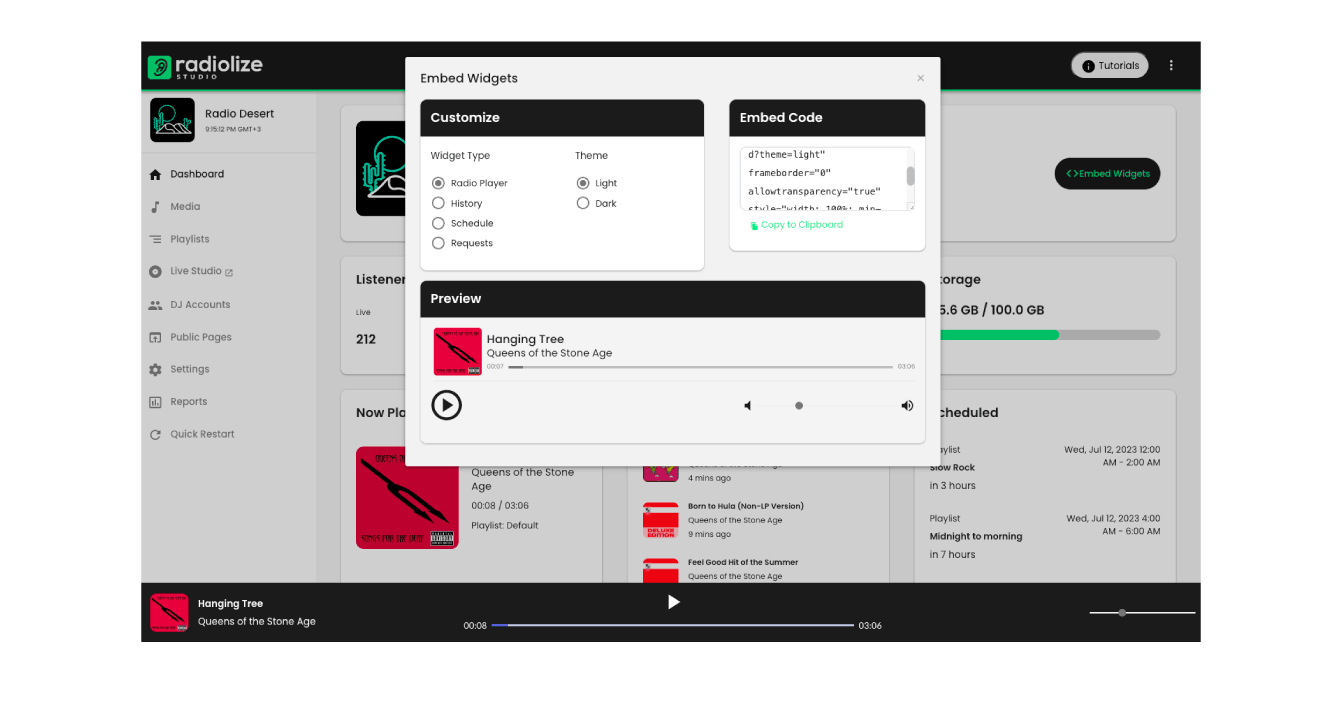 radiolize
STUDIO
Tutorials
Radio Desert
9:15:12 PM GMT+3
Dashboard
Media
Playlists
Live Studio
DJ Accounts
Public Pages
Settings
Reports
Quick Restart
Embed Widgets
Customize
Widget Type
Radio Player
History
Schedule
Requests
Theme
Light
Dark
Embed Code
d?theme=light"
frameborder="0"
allowtransparency="true"
style="width: 100%; min-
Copy to Clipboard
Preview
Hanging Tree
Queens of the Stone Age
00:07
03:06
<>Embed Widgets
Listener
Live
212
torage
5.6 GB / 100.0 GB
Now Pla
QUEENS O
SONGS FOR THE DEAF
Queens of the Stone
Age
00:08 / 03:06
Playlist: Default
4 mins ago
DELUXE
EDITION
Born to Hula (Non-LP Version)
Queens of the Stone Age
9 mins ago
Feel Good Hit of the Summer
Queens of the Stone Age
cheduled
aylist
Slow Rock
in 3 hours
Wed, Jul 12, 2023 12:00
AM - 2:00 AM
Playlist
Midnight to morning
in 7 hours
Wed, Jul 12, 2023 4:00
AM - 6:00 AM
Hanging Tree
Queens of the Stone Age
00:08
03:06